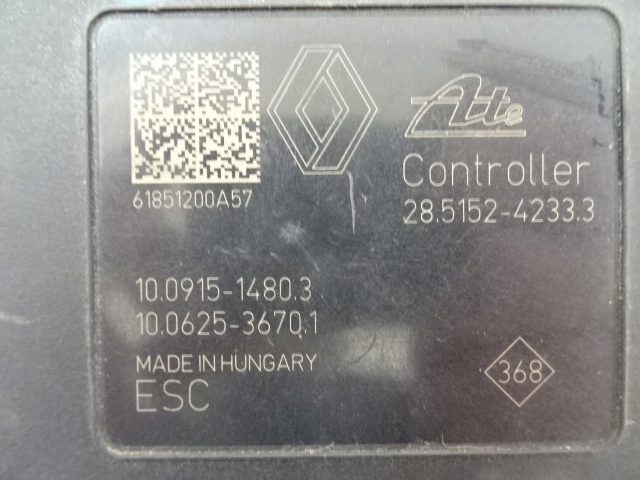 Ate
Controller
28.5152-4233.3
61851200A57
10.0915-1480.3
10.0625-3670.1
MADE IN HUNGARY
ESC
368